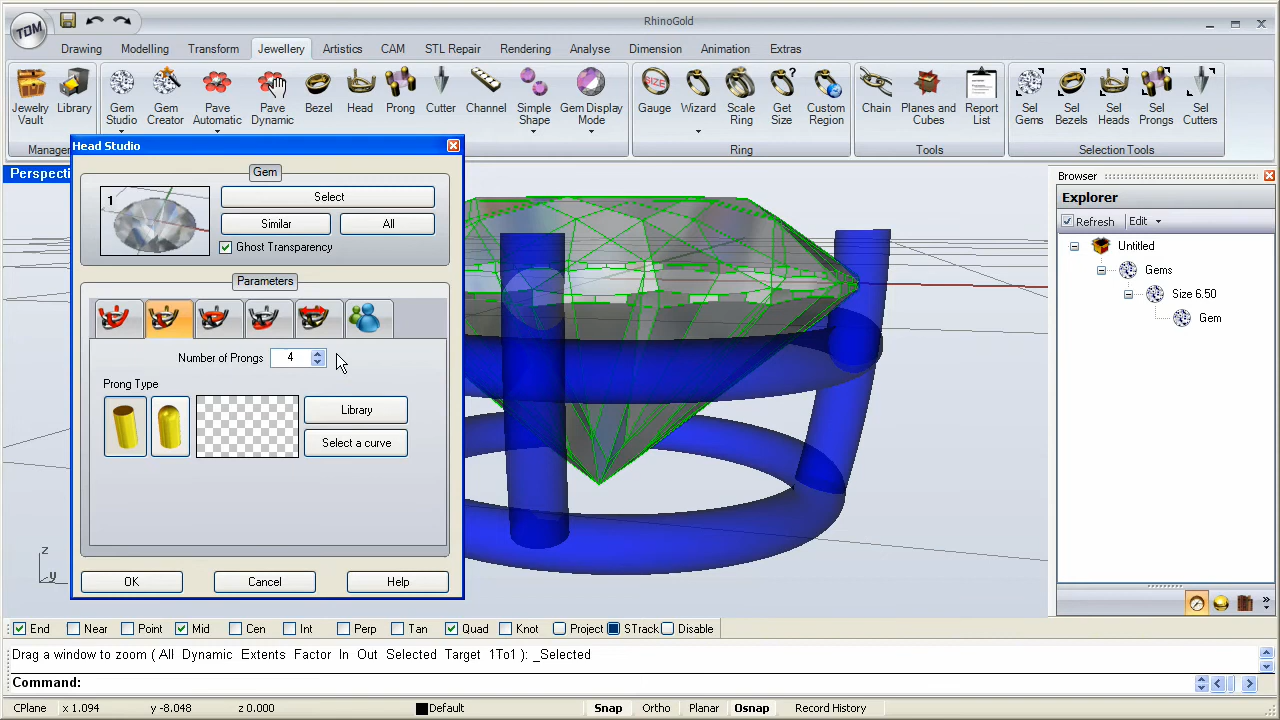 TDM
RhinoGold
Drawing Modelling Transform Jewellery Artistics CAM STL Repair Rendering Analyse Dimension Animation Extras
Jewelry Vault
Library
Gem Studio
Gem Creator
Pave Automatic
Pave Dynamic
Bezel
Head
Prong
Cutter
Channel
Simple Shape
Gem Display Mode
SIZE
Gauge
Wizard
Scale Ring
Get Size
Custom Region
Chain
Planes and Cubes
Report List
Sel Gems
Sel Bezels
Sel Heads
Sel Prongs
Sel Cutters
Ring
Tools
Selection Tools
Head Studio
Gem
1
Select
Similar
All
Ghost Transparency
Parameters
Number of Prongs 4
Prong Type
Library
Select a curve
OK Cancel Help
z
y
Browser
Explorer
Refresh Edit
Untitled
Gems
Size 6.50
Gem
End Near Point Mid Cen Int Perp Tan Quad Knot Project STrack Disable
Drag a window to zoom ( All Dynamic Extents Factor In Out Selected Target 1To1 ): _Selected
Command:
CPlane x 1.094 y -8.048 z 0.000 Default Snap Ortho Planar Osnap Record History